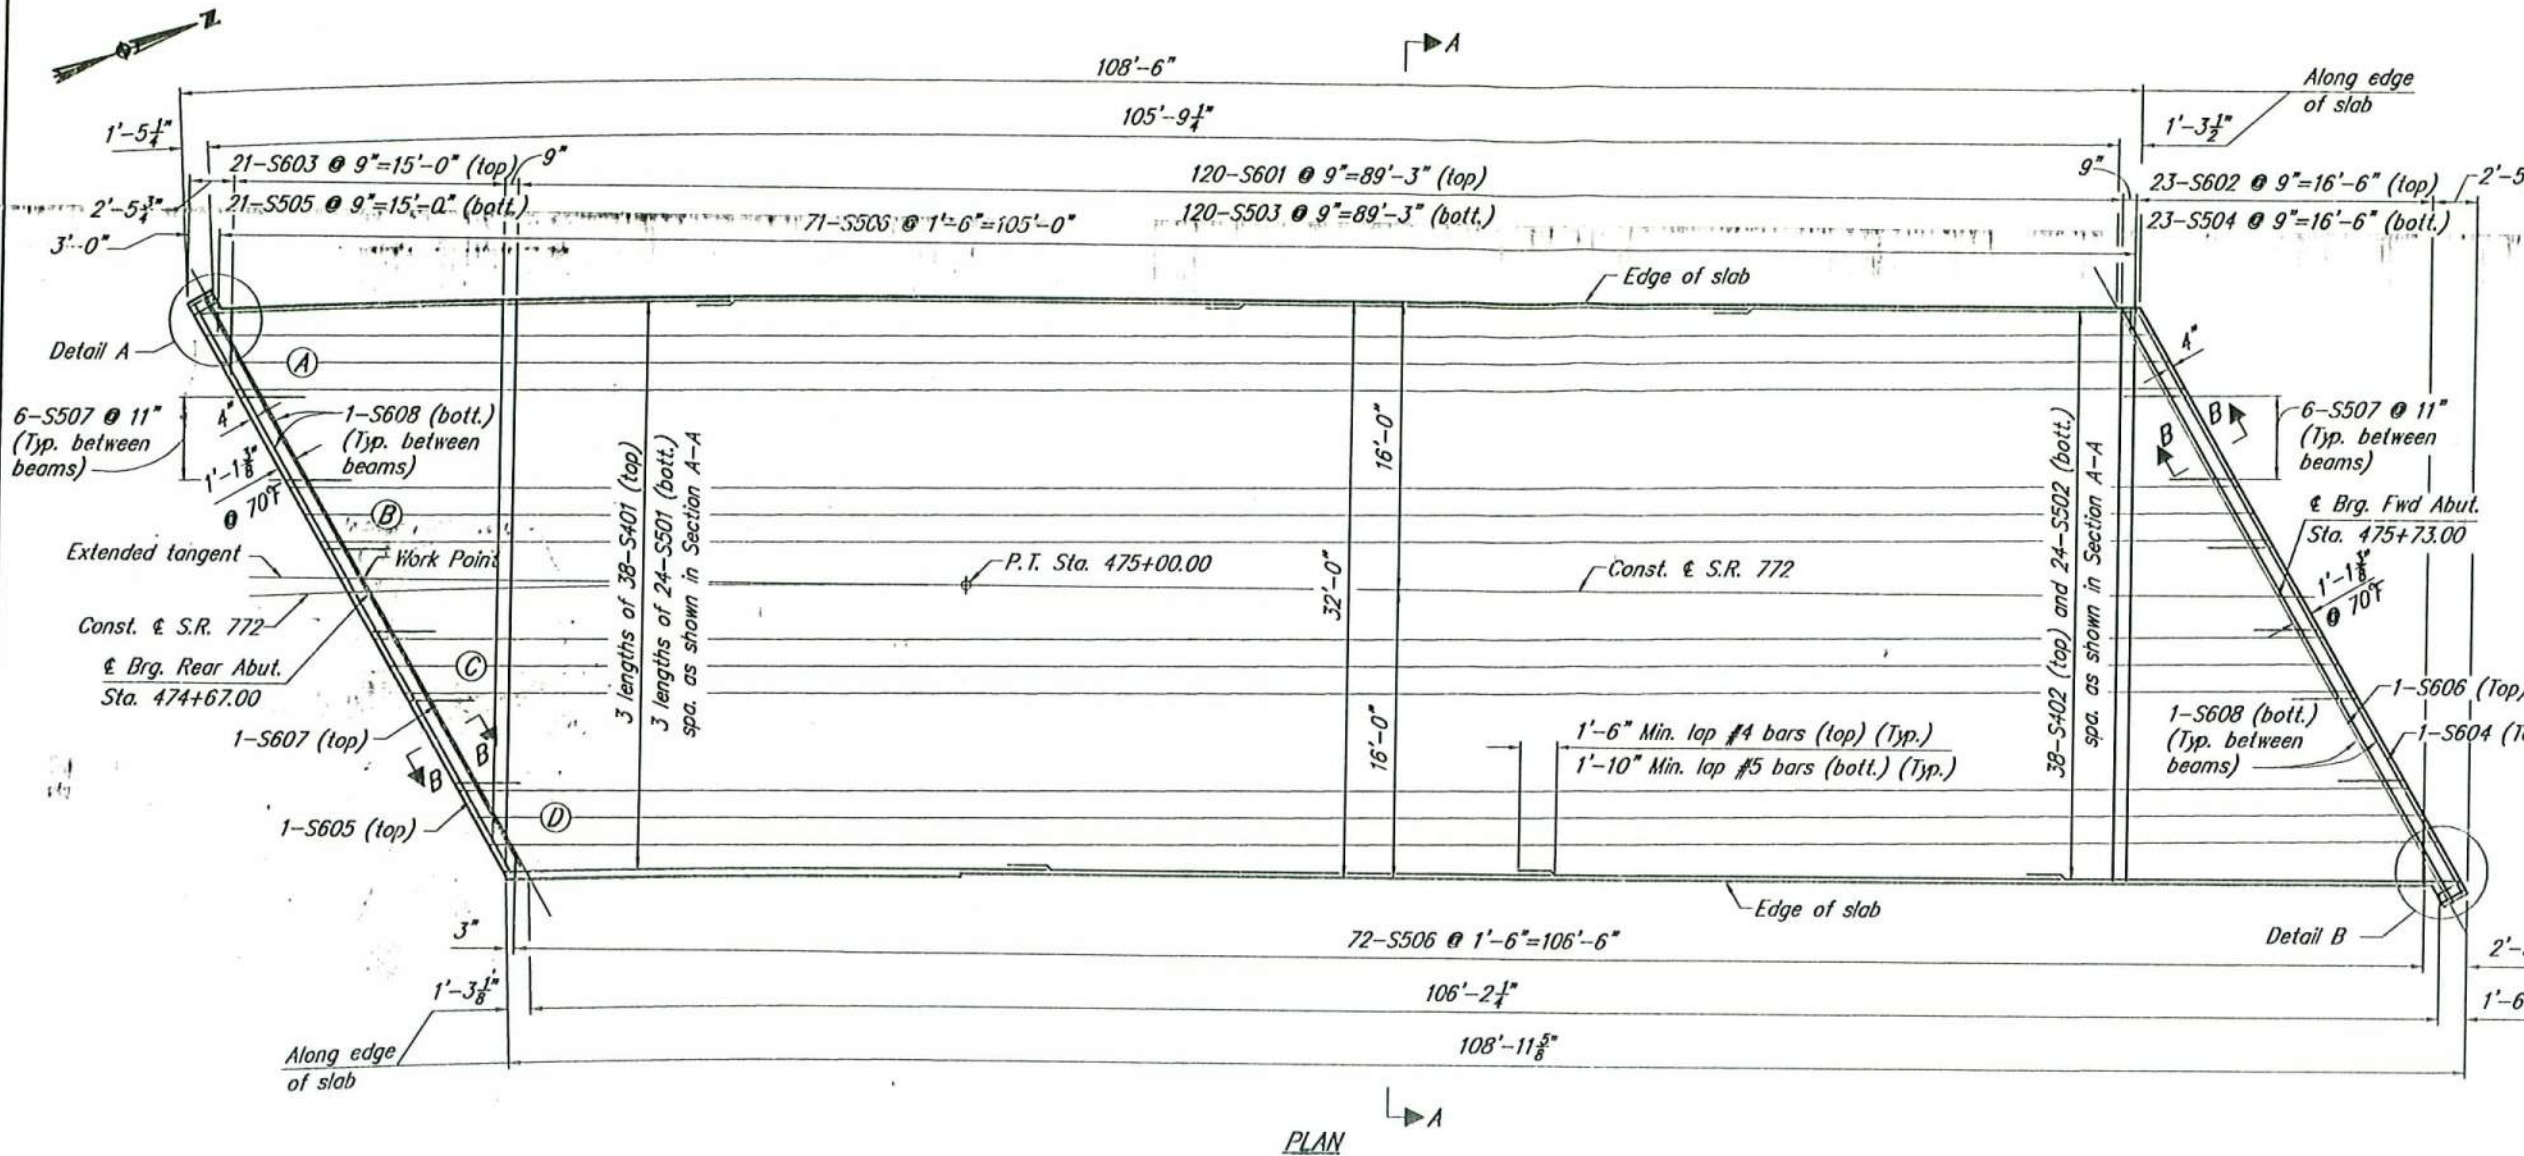 N
A
108'-6"
Along edge
of slab
105'-9 1/4"
1'-5 1/4"
1'-3 1/2"
21-S603 @ 9"=15'-0" (top)
9"
120-S601 @ 9"=89'-3" (top)
9"
23-S602 @ 9"=16'-6" (top)
2'-5
2'-5 3/4"
21-S505 @ 9"=15'-0" (bott.)
71-S506 @ 1'-6"=105'-0"
120-S503 @ 9"=89'-3" (bott.)
23-S504 @ 9"=16'-6" (bott.)
3'-0"
Edge of slab
Detail A
A
4"
4"
6-S507 @ 11"
(Typ. between
beams)
1-S608 (bott.)
(Typ. between
beams)
1'-1 3/8"
@ 70°F
B
3 lengths of 38-S401 (top)
3 lengths of 24-S501 (bott.)
spa. as shown in Section A-A
16'-0"
32'-0"
16'-0"
38-S402 (top) and 24-S502 (bott.)
spa. as shown in Section A-A
B
B
6-S507 @ 11"
(Typ. between
beams)
℄ Brg. Fwd Abut.
Sta. 475+73.00
1'-1 3/8"
@ 70°F
Extended tangent
Work Point
P.T. Sta. 475+00.00
Const. ℄ S.R. 772
Const. ℄ S.R. 772
℄ Brg. Rear Abut.
Sta. 474+67.00
C
1-S607 (top)
B
B
1-S605 (top)
D
1'-6" Min. lap #4 bars (top) (Typ.)
1'-10" Min. lap #5 bars (bott.) (Typ.)
1-S606 (Top)
1-S608 (bott.)
(Typ. between
beams)
1-S604 (T
Edge of slab
3"
72-S506 @ 1'-6"=106'-6"
Detail B
2'-
1'-3 1/8"
106'-2 1/4"
1'-6
Along edge
of slab
108'-11 5/8"
A
PLAN